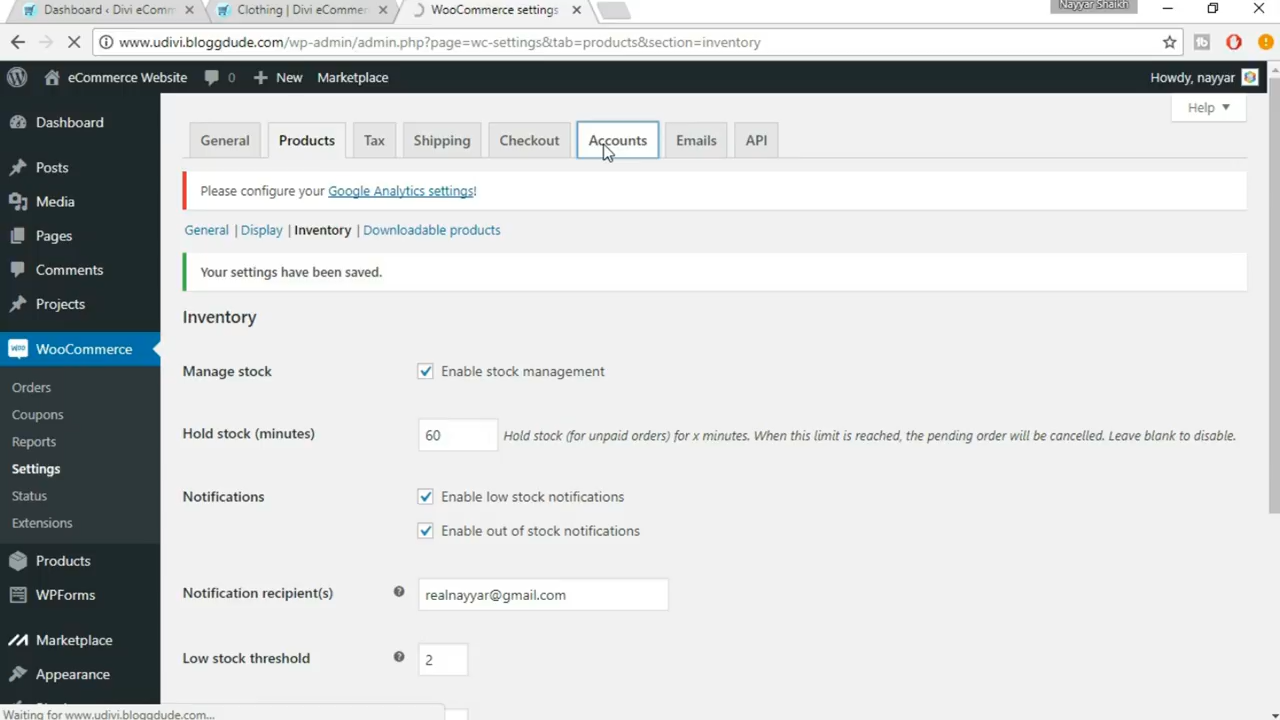 Dashboard ‹ Divi eComm
Clothing | Divi eCommer
WooCommerce settings
Nayyar Shaikh
www.udivi.bloggdude.com/wp-admin/admin.php?page=wc-settings&tab=products&section=inventory
eCommerce Website
0
New
Marketplace
Howdy, nayyar
Help
Dashboard
Posts
Media
Pages
Comments
Projects
WooCommerce
Orders
Coupons
Reports
Settings
Status
Extensions
Products
WPForms
Marketplace
Appearance
General
Products
Tax
Shipping
Checkout
Accounts
Emails
API
Please configure your Google Analytics settings!
General | Display | Inventory | Downloadable products
Your settings have been saved.
Inventory
Manage stock
Enable stock management
Hold stock (minutes)
60
Hold stock (for unpaid orders) for x minutes. When this limit is reached, the pending order will be cancelled. Leave blank to disable.
Notifications
Enable low stock notifications
Enable out of stock notifications
Notification recipient(s)
realnayyar@gmail.com
Low stock threshold
2
Waiting for www.udivi.bloggdude.com...